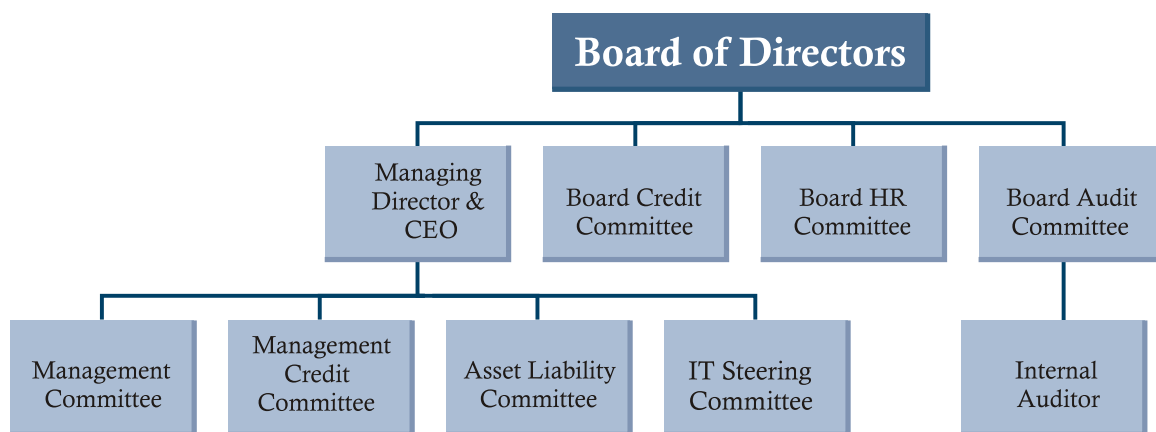 Board of Directors
Managing
Director &
CEO
Board Credit
Committee
Board HR
Committee
Board Audit
Committee
Management
Committee
Management
Credit
Committee
Asset Liability
Committee
IT Steering
Committee
Internal
Auditor